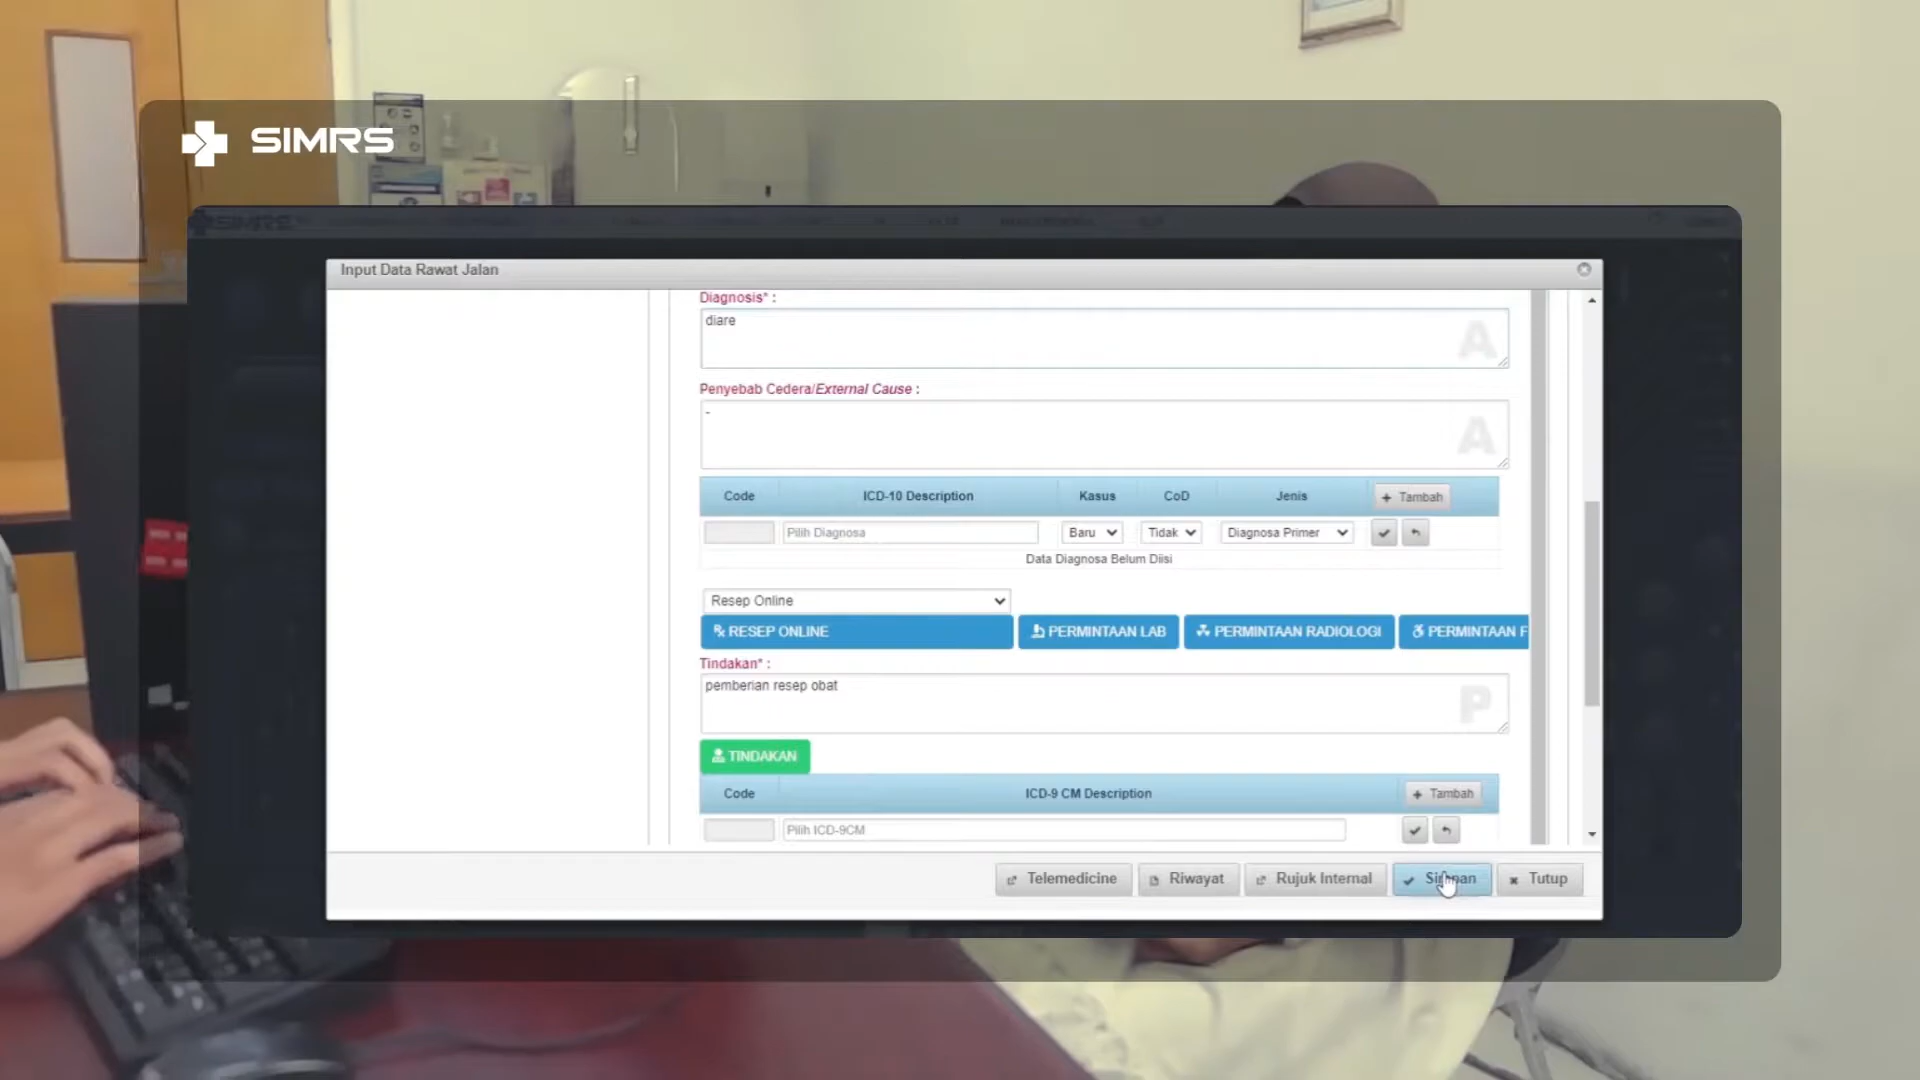 SIMRS
Input Data Rawat Jalan
Diagnosis* :
diare
A
Penyebab Cedera/External Cause :
-
A
Code ICD-10 Description Kasus CoD Jenis + Tambah
Pilih Diagnosa Baru Tidak Diagnosa Primer
Data Diagnosa Belum Diisi
Resep Online
RESEP ONLINE PERMINTAAN LAB PERMINTAAN RADIOLOGI PERMINTAAN F
Tindakan* :
pemberian resep obat
P
TINDAKAN
Code ICD-9 CM Description + Tambah
Pilih ICD-9CM
Telemedicine Riwayat Rujuk Internal Simpan Tutup